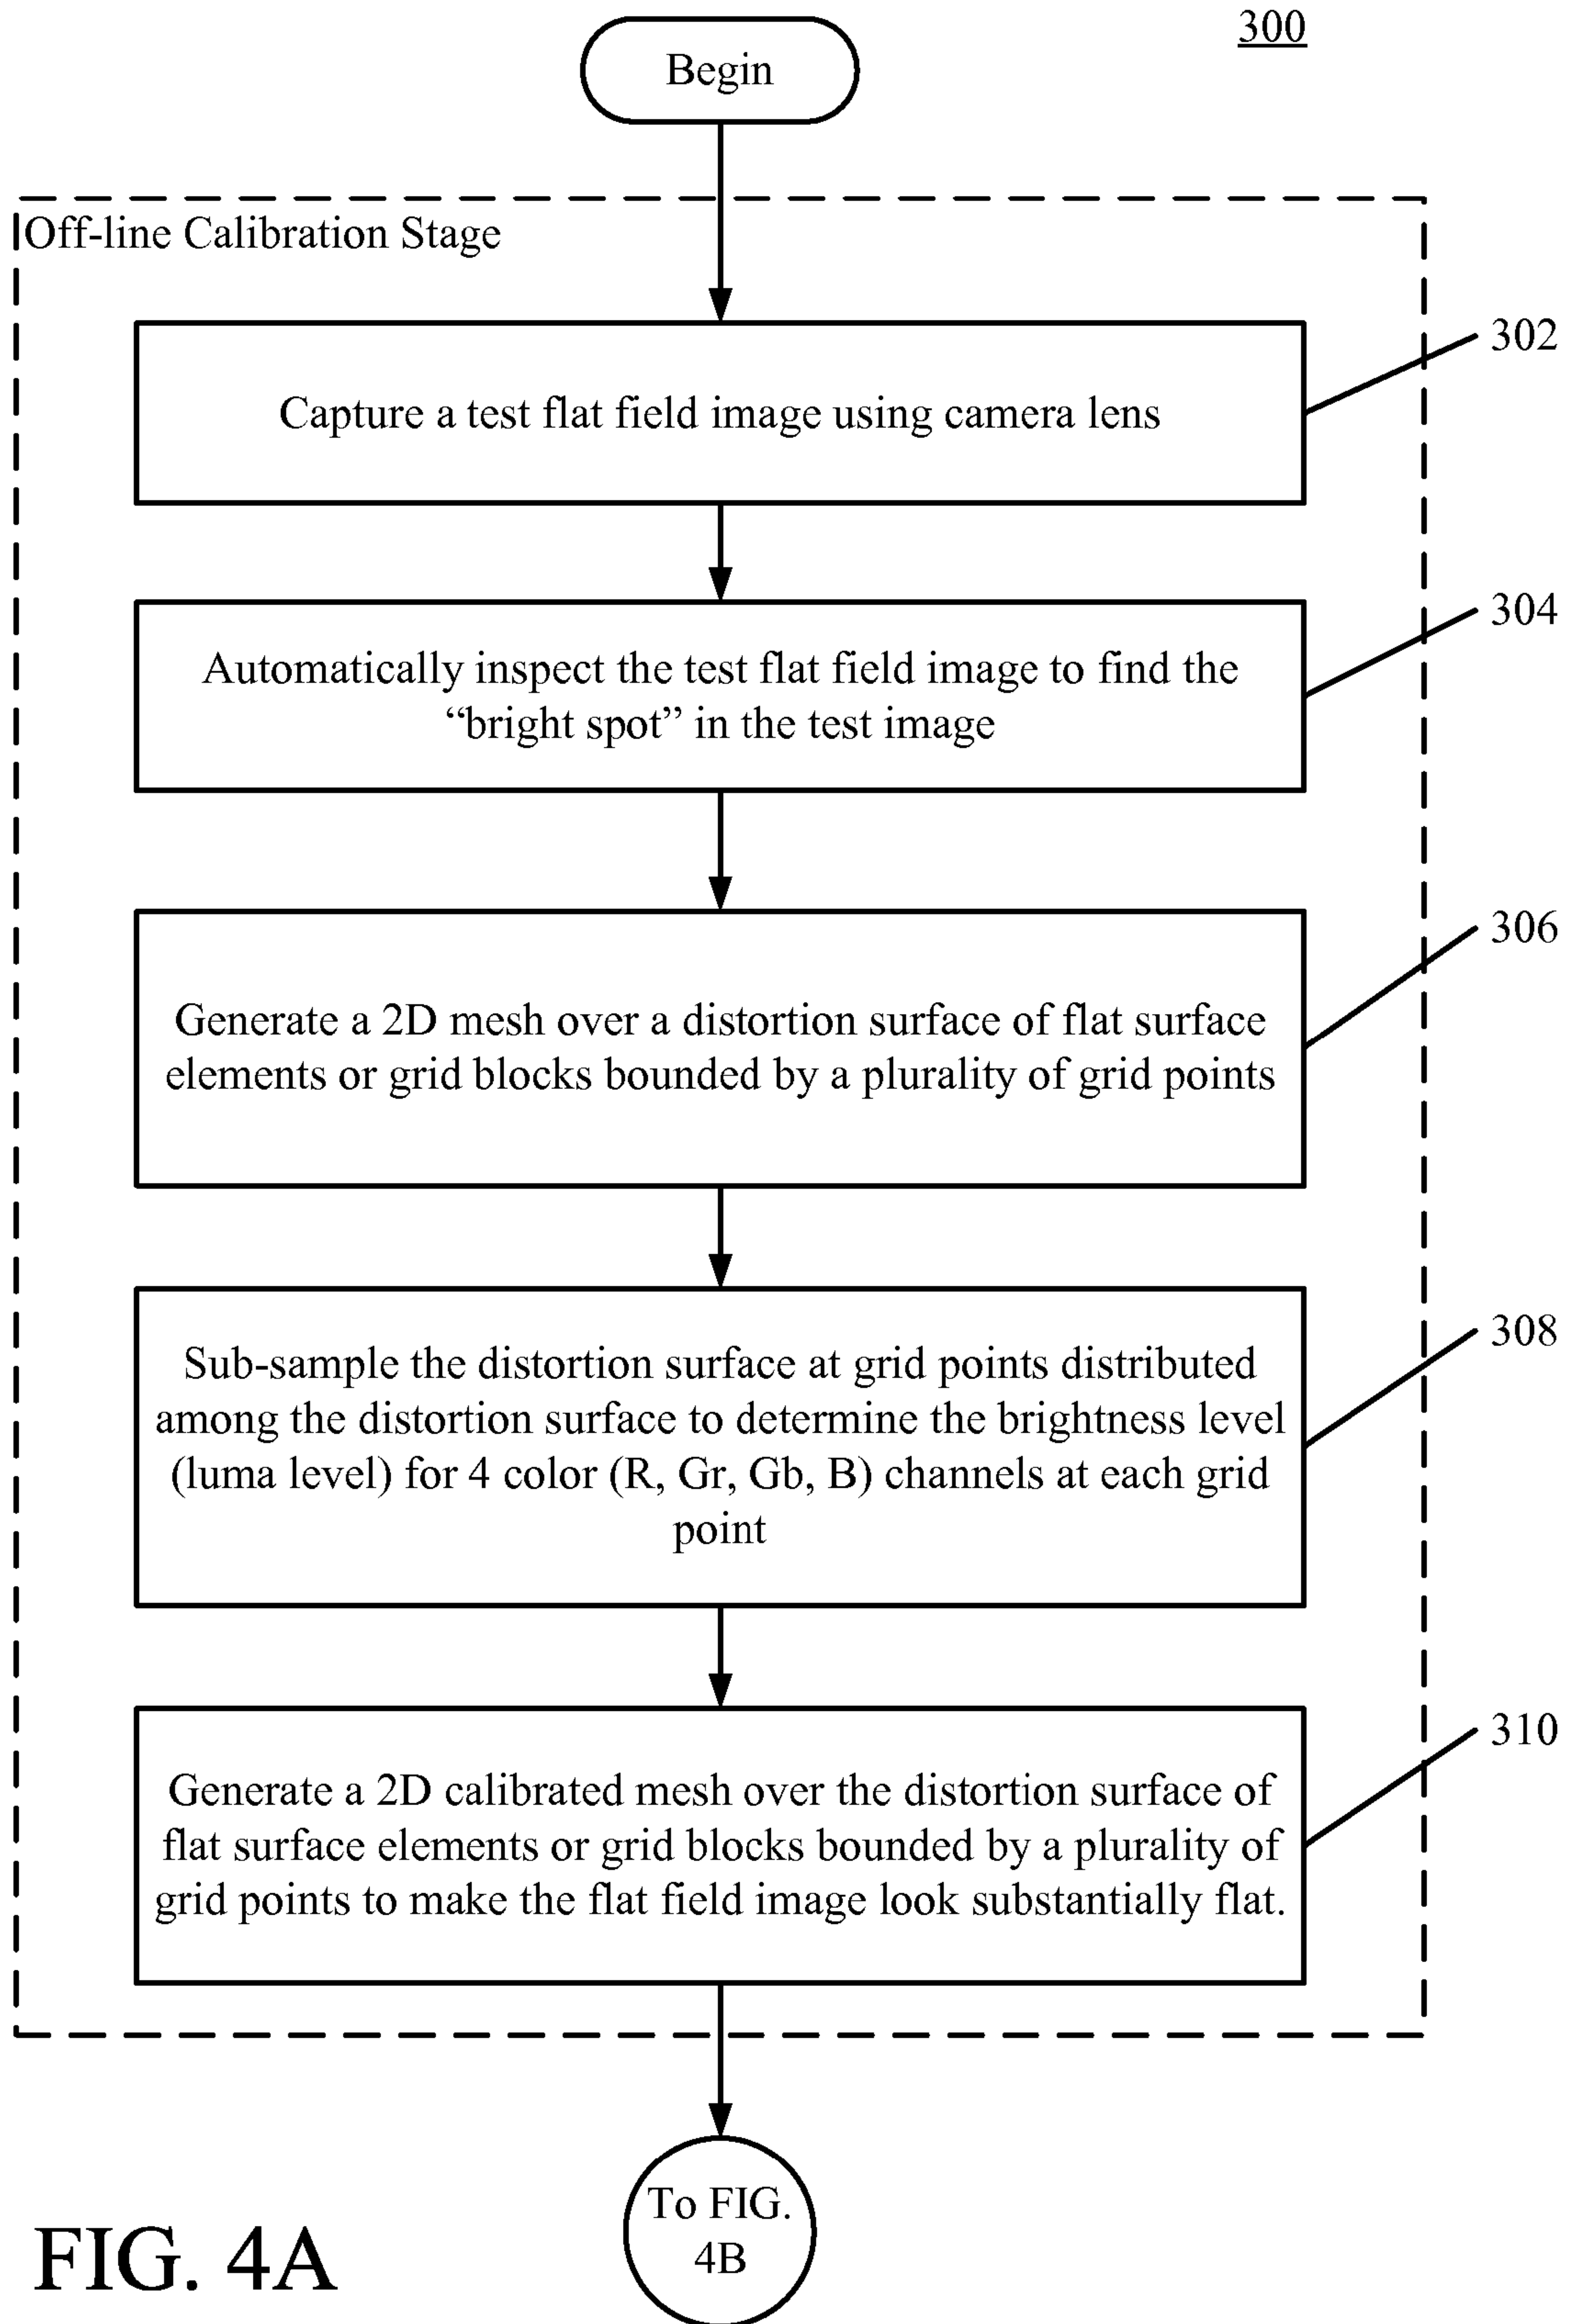 300
Begin
Off-line Calibration Stage
302
Capture a test flat field image using camera lens
304
Automatically inspect the test flat field image to find the
“bright spot” in the test image
306
Generate a 2D mesh over a distortion surface of flat surface
elements or grid blocks bounded by a plurality of grid points
308
Sub-sample the distortion surface at grid points distributed
among the distortion surface to determine the brightness level
(luma level) for 4 color (R, Gr, Gb, B) channels at each grid
point
310
Generate a 2D calibrated mesh over the distortion surface of
flat surface elements or grid blocks bounded by a plurality of
grid points to make the flat field image look substantially flat.
To FIG.
4B
FIG. 4A